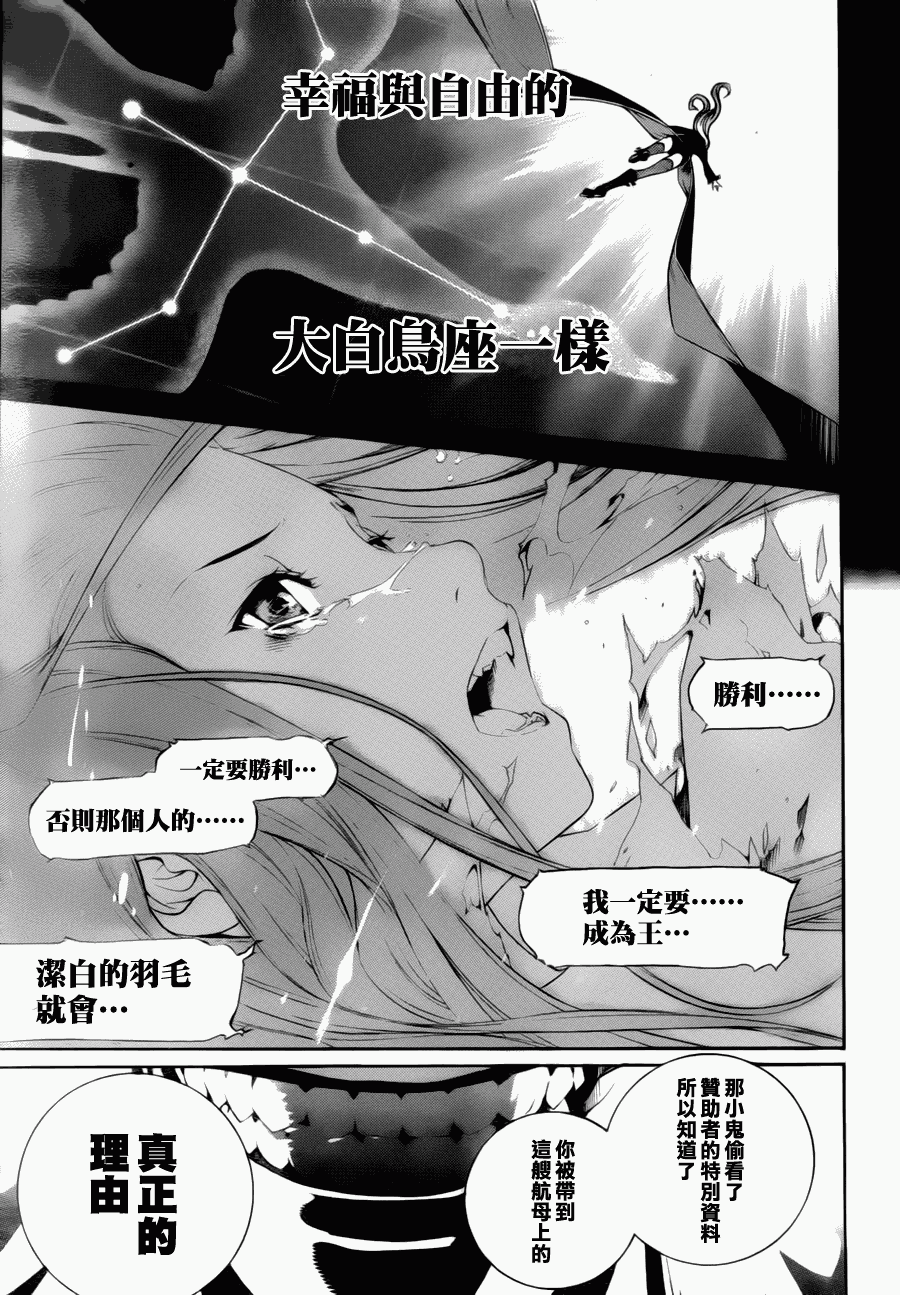 幸福與自由的
大白鳥座一樣
勝利……
我一定要……
成為王…
一定要勝利…
否則那個人的……
潔白的羽毛
就會…
那小鬼偷看了
贊助者的特別資料
所以知道了
你被帶到
這艘航母上的
真正的
理由